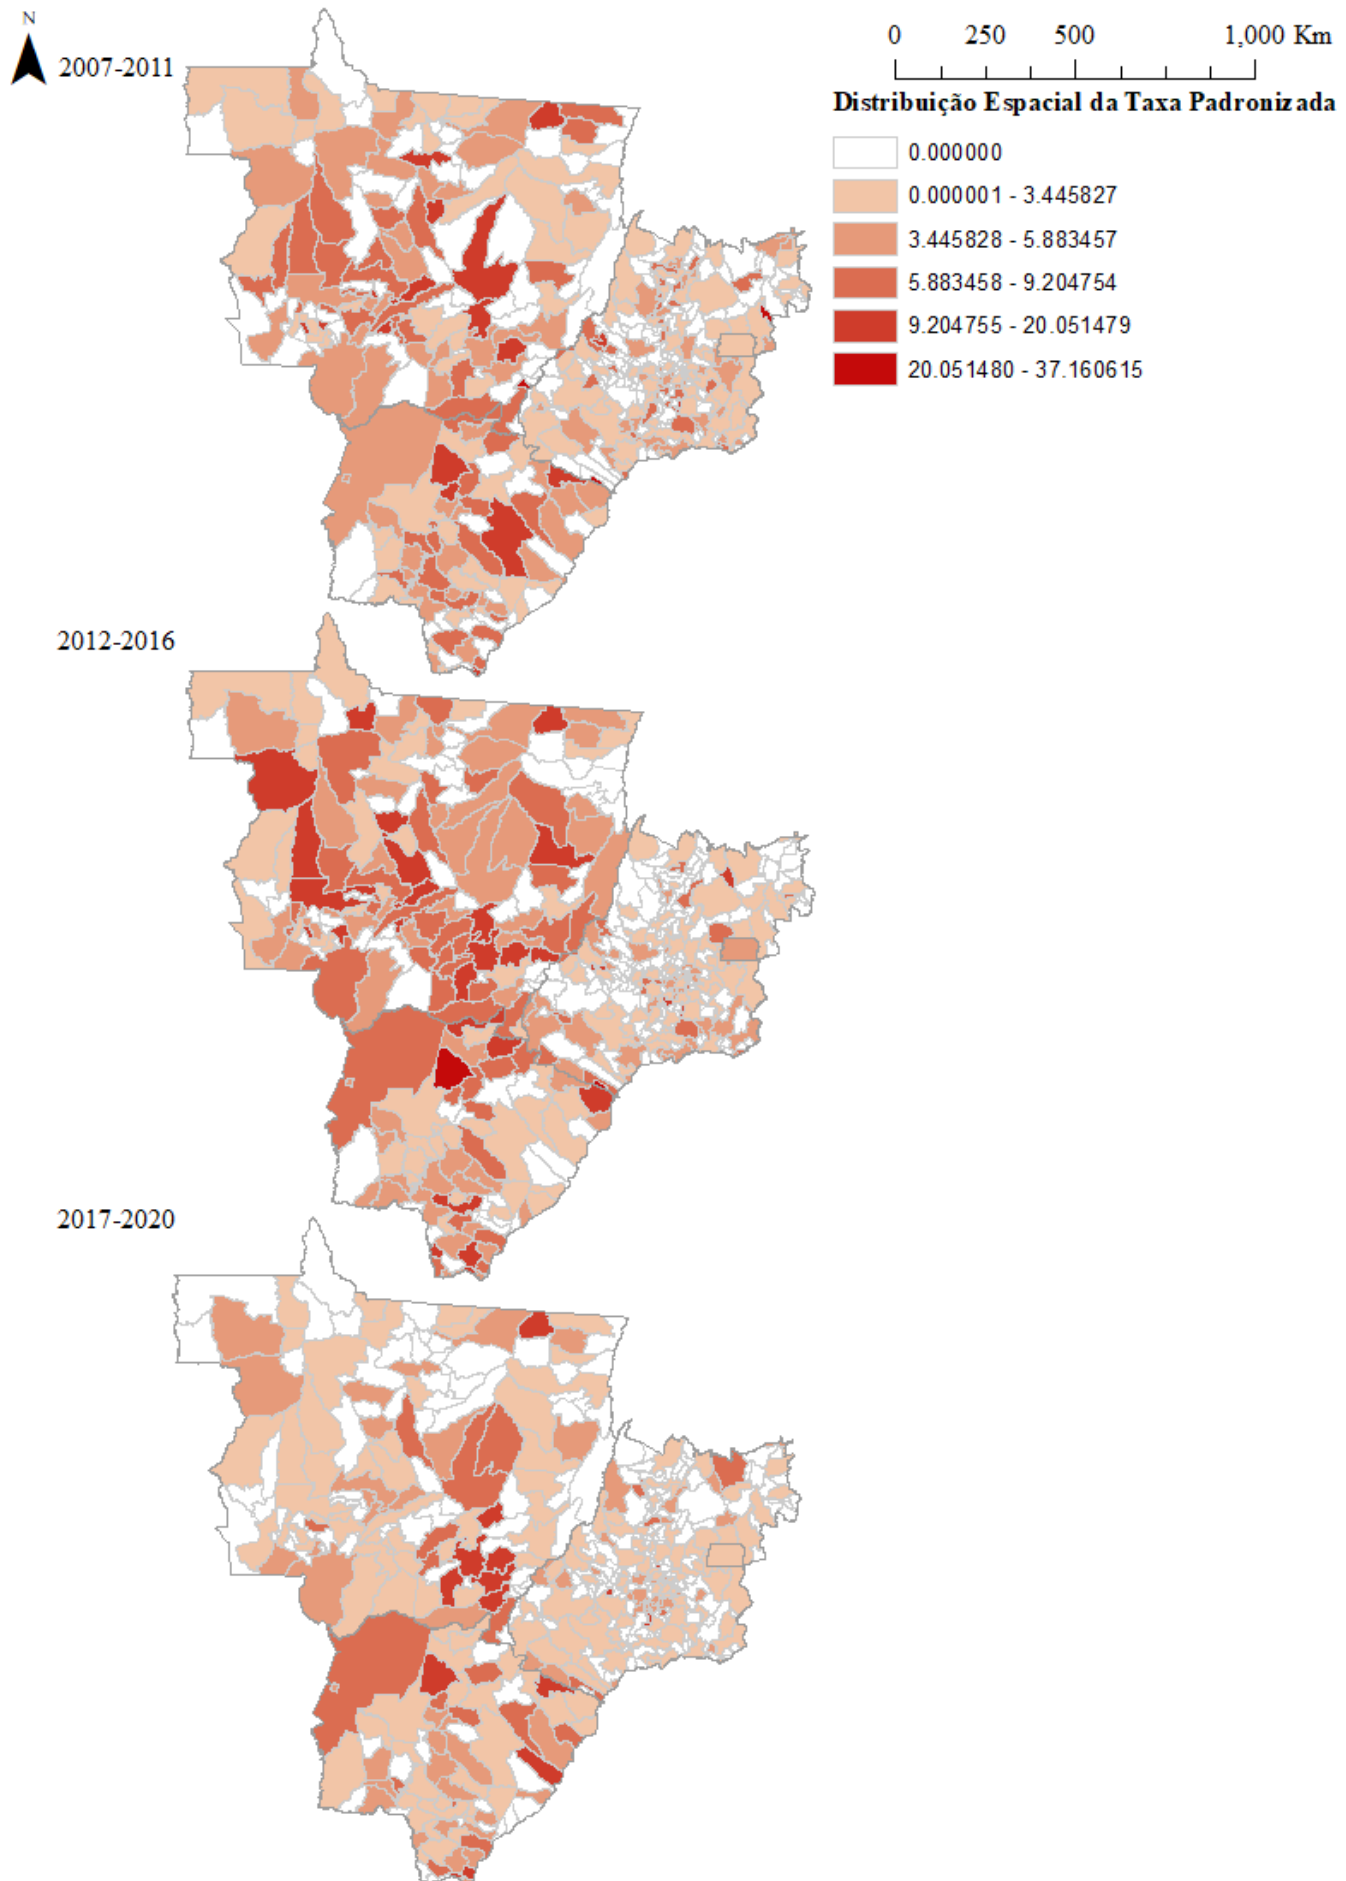 N
2007-2011
0 250 500 1,000 Km
Distribuição Espacial da Taxa Padronizada
0.000000
0.000001 - 3.445827
3.445828 - 5.883457
5.883458 - 9.204754
9.204755 - 20.051479
20.051480 - 37.160615
2012-2016
2017-2020